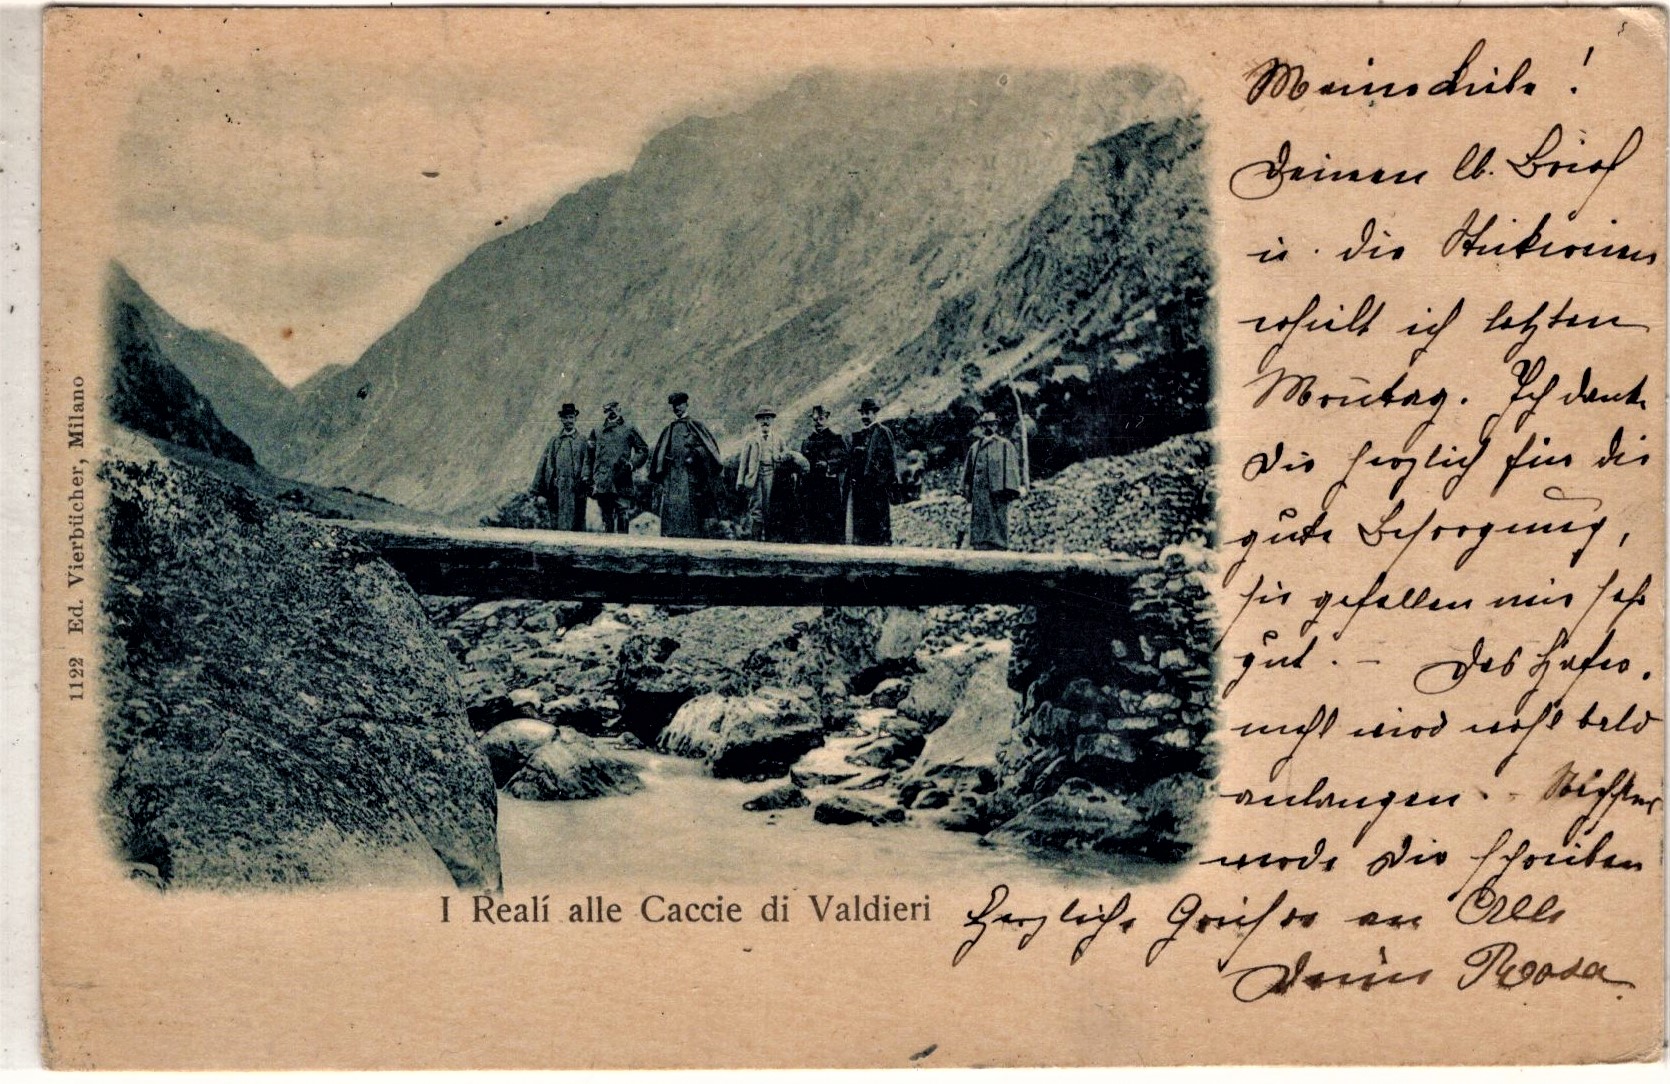 1122 Ed. Vierbücher, Milano
I Realí alle Caccie di Valdieri
Meine Liebe!
Deinen lb. Brief
u. die
erhielt ich letzten
Montag. Ich danke
Dir herzlich für die
gute Besorgung,
sie gefallen mir sehr
gut. – Das Hafer-
mehl wird wohl bald
anlangen. Nächstens
werde Dir schreiben
Herzliche Grüsse an Alle
Deine Rosa